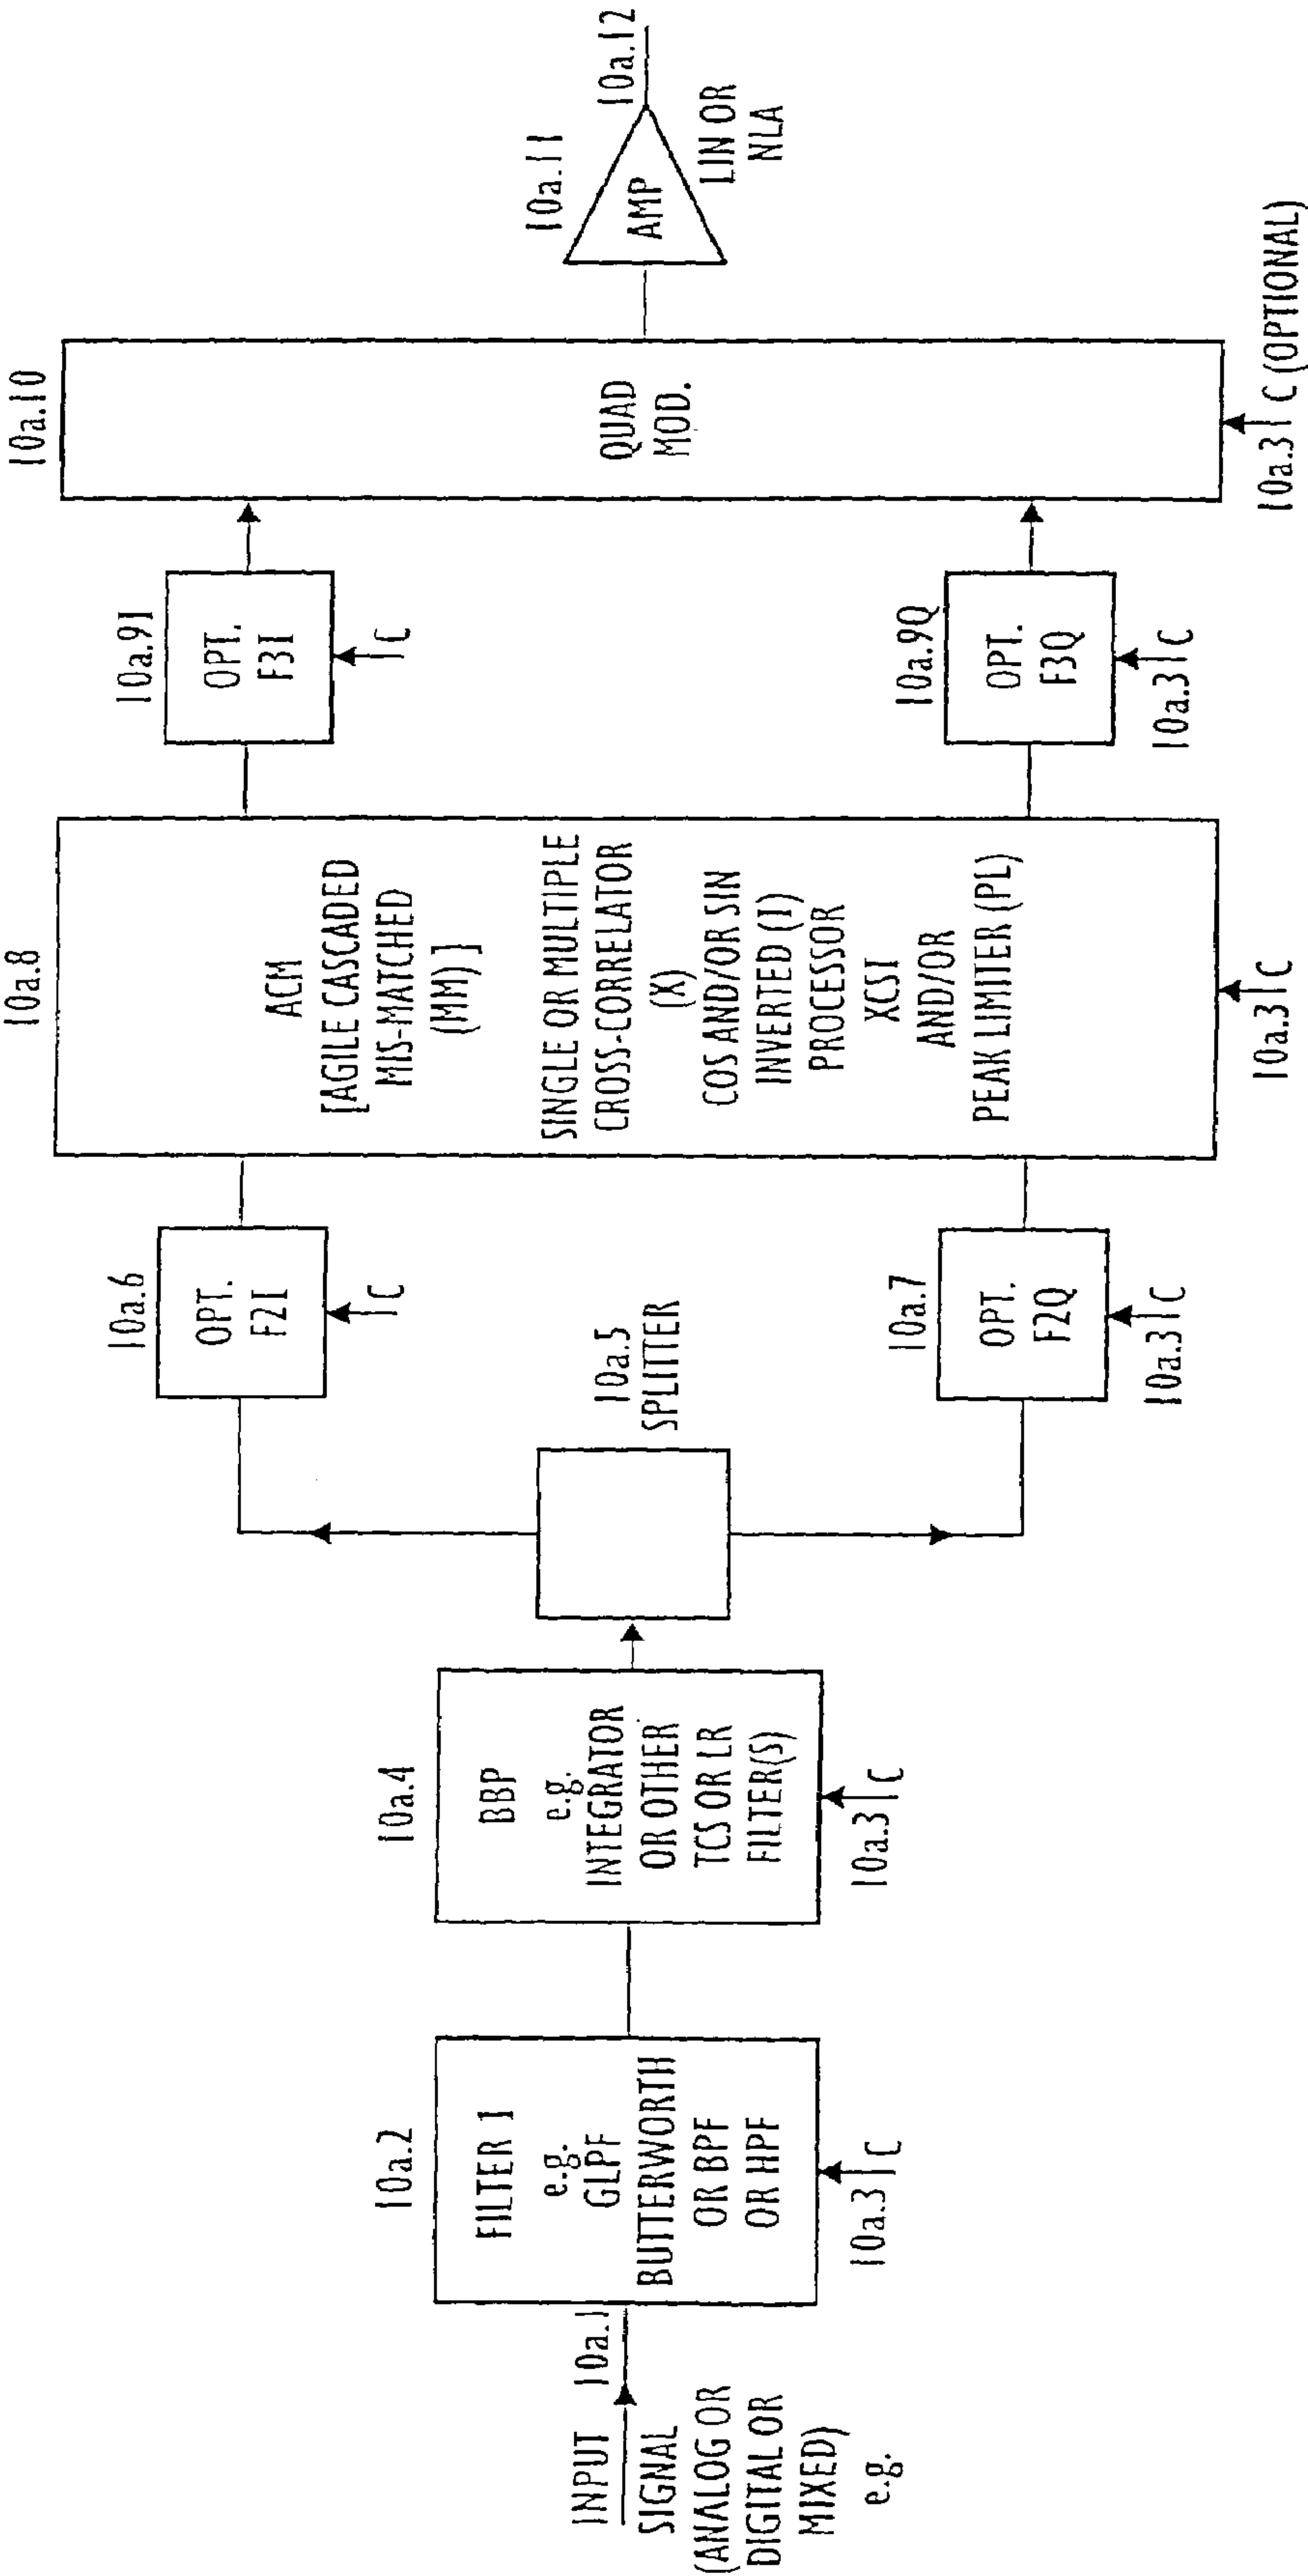 INPUT
SIGNAL
(ANALOG OR
DIGITAL OR
MIXED)
e.g.
10a.1
10a.2
FILTER 1
e.g.
GLPF
BUTTERWORTH
OR BPF
OR HPF
10a.3 C
10a.4
BBP
e.g.
INTEGRATOR
OR OTHER
TCS OR LR
FILTER(S)
10a.3 C
10a.5
SPLITTER
10a.6
OPT.
F2I
C
10a.7
OPT.
F2Q
10a.3 C
10a.8
ACM
[AGILE CASCADED
MIS-MATCHED
(MM)]
SINGLE OR MULTIPLE
CROSS-CORRELATOR
(X)
COS AND/OR SIN
INVERTED (I)
PROCESSOR
XCSI
AND/OR
PEAK LIMITER (PL)
10a.3 C
10a.9I
OPT.
F3I
C
10a.9Q
OPT.
F3Q
10a.3 C
10a.10
QUAD
MOD.
10a.3 C (OPTIONAL)
10a.11
AMP
LIN OR
NLA
10a.12